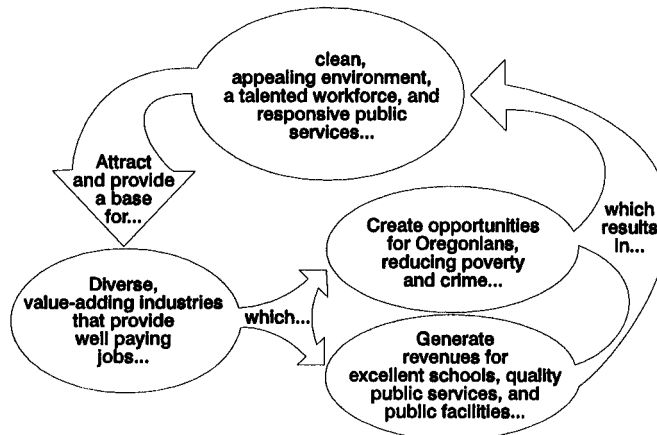 clean,
appealing environment,
a talented workforce, and
responsive public
services...
Attract
and provide
a base
for...
Diverse,
value-adding industries
that provide
well paying
jobs...
which...
Create opportunities
for Oregonians,
reducing poverty
and crime...
Generate
revenues for
excellent schools, quality
public services, and
public facilities...
which
results
in...